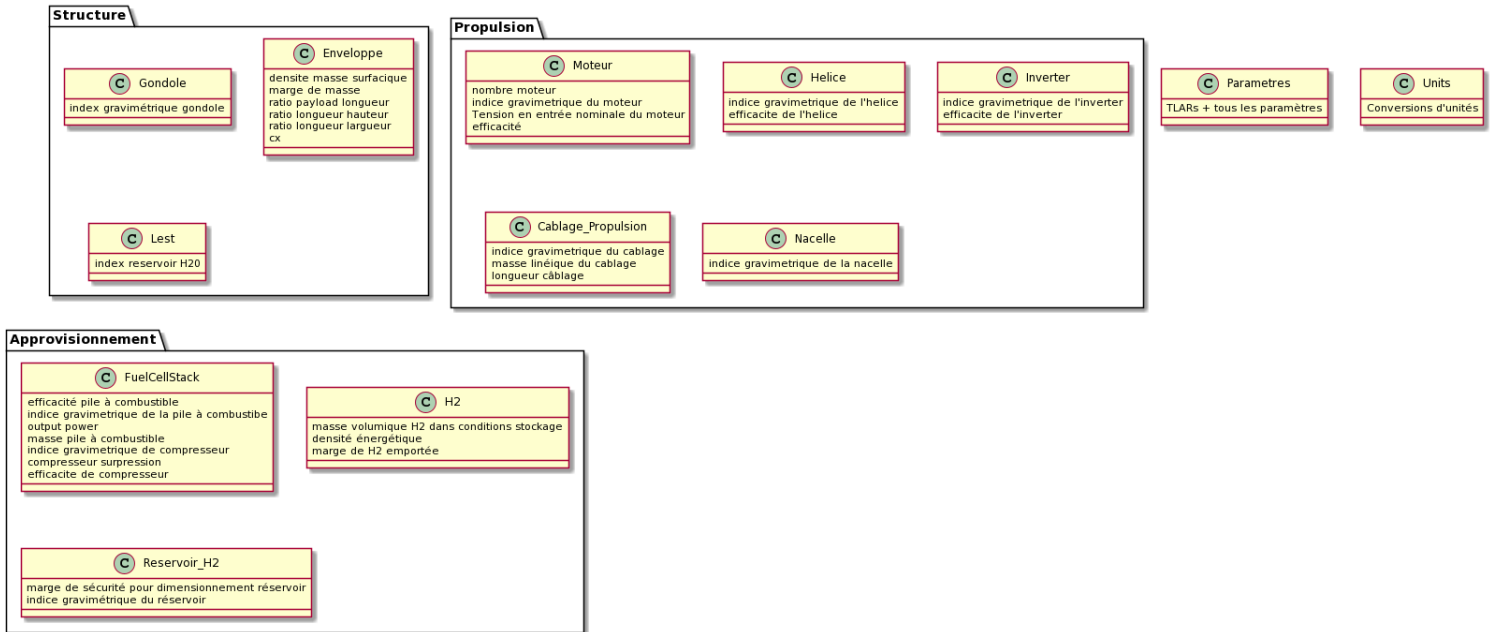 Structure
C Gondole
index gravimétrique gondole
C Enveloppe
densite masse surfacique
marge de masse
ratio payload longueur
ratio longueur hauteur
ratio longueur largueur
cx
C Lest
index reservoir H20
Propulsion
C Moteur
nombre moteur
indice gravimetrique du moteur
Tension en entrée nominale du moteur
efficacité
C Helice
indice gravimetrique de l'helice
efficacite de l'helice
C Inverter
indice gravimetrique de l'inverter
efficacite de l'inverter
C Cablage_Propulsion
indice gravimetrique du cablage
masse linéique du cablage
longueur câblage
C Nacelle
indice gravimetrique de la nacelle
C Parametres
TLARs + tous les paramètres
C Units
Conversions d'unités
Approvisionnement
C FuelCellStack
efficacité pile à combustible
indice gravimetrique de la pile à combustibe
output power
masse pile à combustible
indice gravimetrique de compresseur
compresseur surpression
efficacite de compresseur
C H2
masse volumique H2 dans conditions stockage
densité énergétique
marge de H2 emportée
C Reservoir_H2
marge de sécurité pour dimensionnement réservoir
indice gravimétrique du réservoir